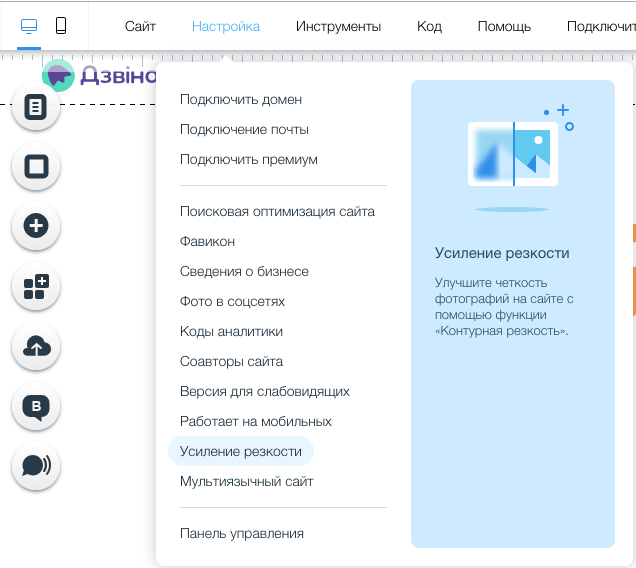 Сайт Настройка Инструменты Код Помощь Подключит
Дзвіно
Подключить домен
Подключение почты
Подключить премиум
Поисковая оптимизация сайта
Фавикон
Сведения о бизнесе
Фото в соцсетях
Коды аналитики
Соавторы сайта
Версия для слабовидящих
Работает на мобильных
Усиление резкости
Мультиязычный сайт
Панель управления
Усиление резкости
Улучшите четкость
фотографий на сайте с
помощью функции
«Контурная резкость».
B